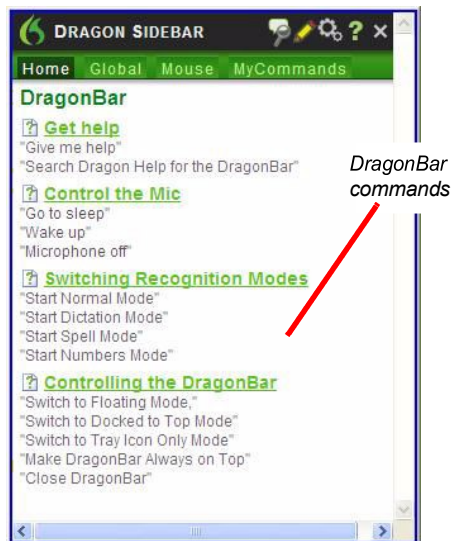 DRAGON SIDEBAR
Home Global Mouse MyCommands
DragonBar
Get help
"Give me help"
"Search Dragon Help for the DragonBar"
DragonBar
commands
Control the Mic
"Go to sleep"
"Wake up"
"Microphone off"
Switching Recognition Modes
"Start Normal Mode"
"Start Dictation Mode"
"Start Spell Mode"
"Start Numbers Mode"
Controlling the DragonBar
"Switch to Floating Mode,"
"Switch to Docked to Top Mode"
"Switch to Tray Icon Only Mode"
"Make DragonBar Always on Top"
"Close DragonBar"